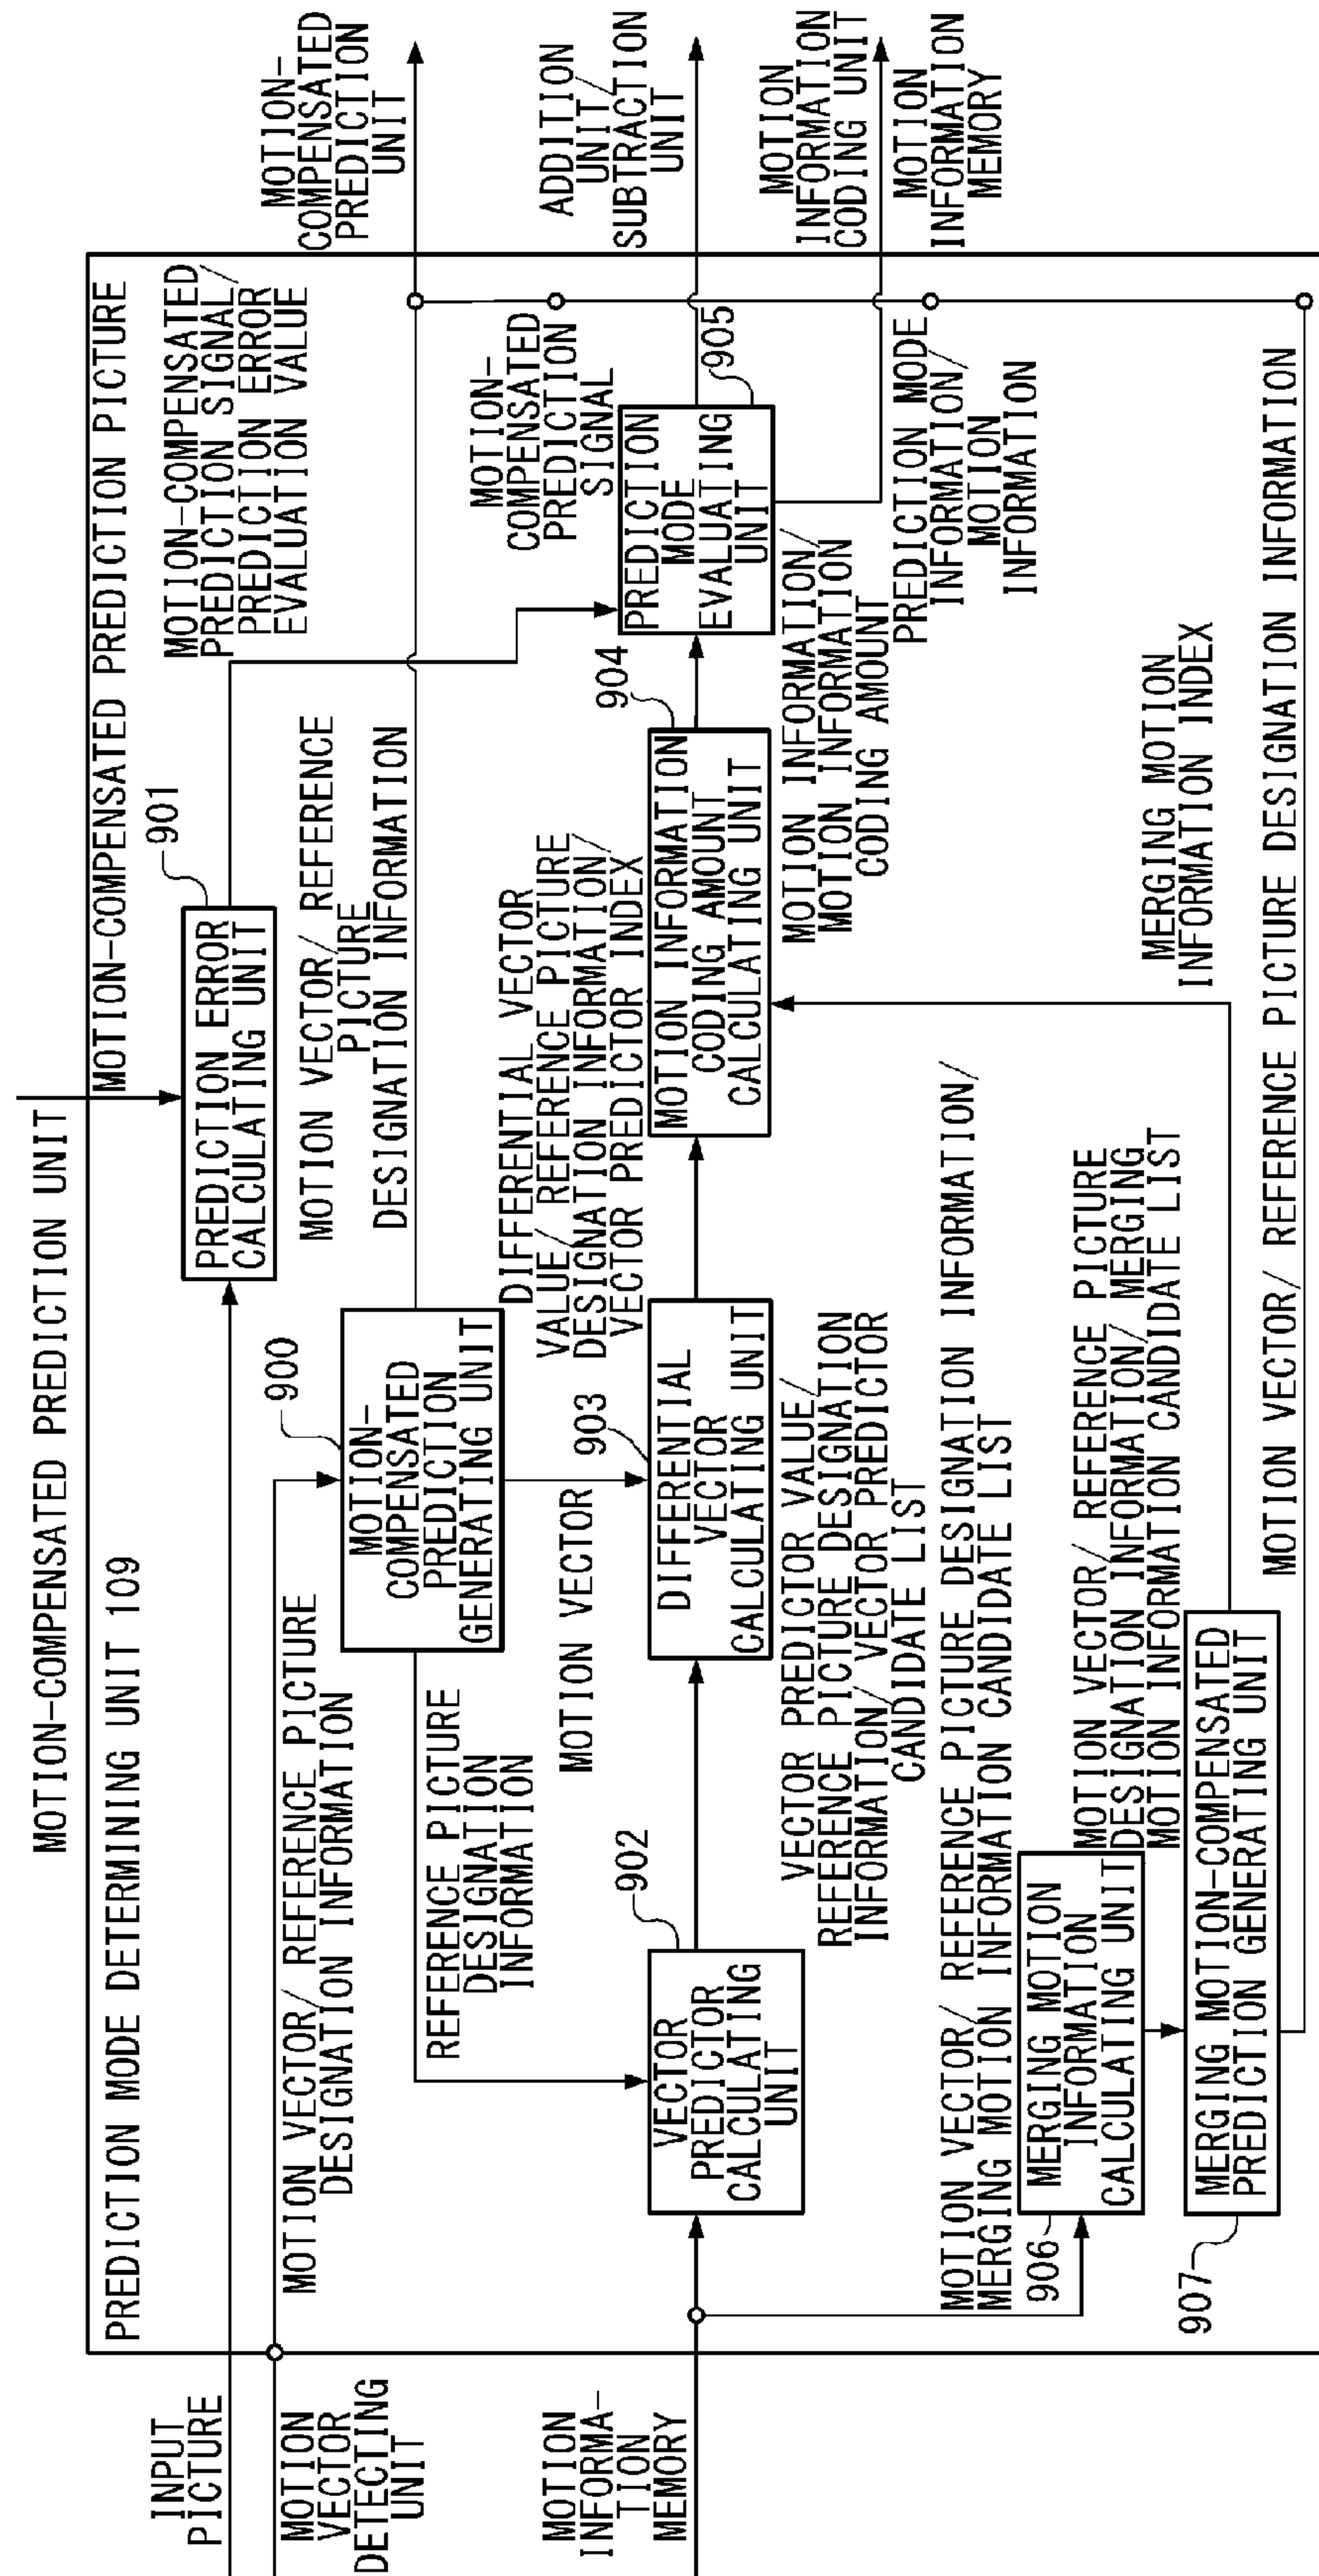 MOTION-COMPENSATED PREDICTION UNIT
PREDICTION MODE DETERMINING UNIT 109
MOTION-COMPENSATED PREDICTION PICTURE
INPUT
PICTURE
MOTION
VECTOR
DETECTING
UNIT
MOTION
INFORMA-
TION
MEMORY
MOTION VECTOR/ REFERENCE PICTURE
DESIGNATION INFORMATION
900
MOTION-
COMPENSATED
PREDICTION
GENERATING UNIT
901
PREDICTION ERROR
CALCULATING UNIT
MOTION-COMPENSATED
PREDICTION SIGNAL/
PREDICTION ERROR
EVALUATION VALUE
MOTION VECTOR/ REFERENCE
PICTURE
DESIGNATION INFORMATION
REFERENCE PICTURE
DESIGNATION
INFORMATION
MOTION VECTOR
902
VECTOR
PREDICTOR
CALCULATING
UNIT
VECTOR PREDICTOR VALUE/
REFERENCE PICTURE DESIGNATION
INFORMATION/ VECTOR PREDICTOR
CANDIDATE LIST
903
DIFFERENTIAL
VECTOR
CALCULATING UNIT
DIFFERENTIAL VECTOR
VALUE/ REFERENCE PICTURE/
DESIGNATION INFORMATION/
VECTOR PREDICTOR INDEX
904
MOTION INFORMATION
CODING AMOUNT
CALCULATING UNIT
MOTION INFORMATION/
MOTION INFORMATION
CODING AMOUNT
905
PREDICTION
MODE
EVALUATING
UNIT
MOTION-
COMPENSATED
PREDICTION
SIGNAL
PREDICTION MODE
INFORMATION/
MOTION
INFORMATION
MOTION VECTOR/ REFERENCE PICTURE DESIGNATION INFORMATION/
MERGING MOTION INFORMATION CANDIDATE LIST
906
MERGING MOTION
INFORMATION
CALCULATING UNIT
MOTION VECTOR/ REFERENCE PICTURE
DESIGNATION INFORMATION/ MERGING
MOTION INFORMATION CANDIDATE LIST
907
MERGING MOTION-COMPENSATED
PREDICTION GENERATING UNIT
MERGING MOTION
INFORMATION INDEX
MOTION VECTOR/ REFERENCE PICTURE DESIGNATION INFORMATION
MOTION-
COMPENSATED
PREDICTION
UNIT
ADDITION
UNIT/
SUBTRACTION
UNIT
MOTION
INFORMATION
CODING UNIT
MOTION
INFORMATION
MEMORY